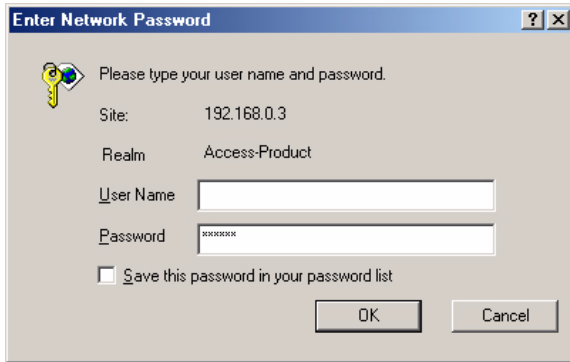 Enter Network Password
? ×
Please type your user name and password.
Site: 192.168.0.3
Realm Access-Product
User Name
Password ××××××
Save this password in your password list
OK Cancel